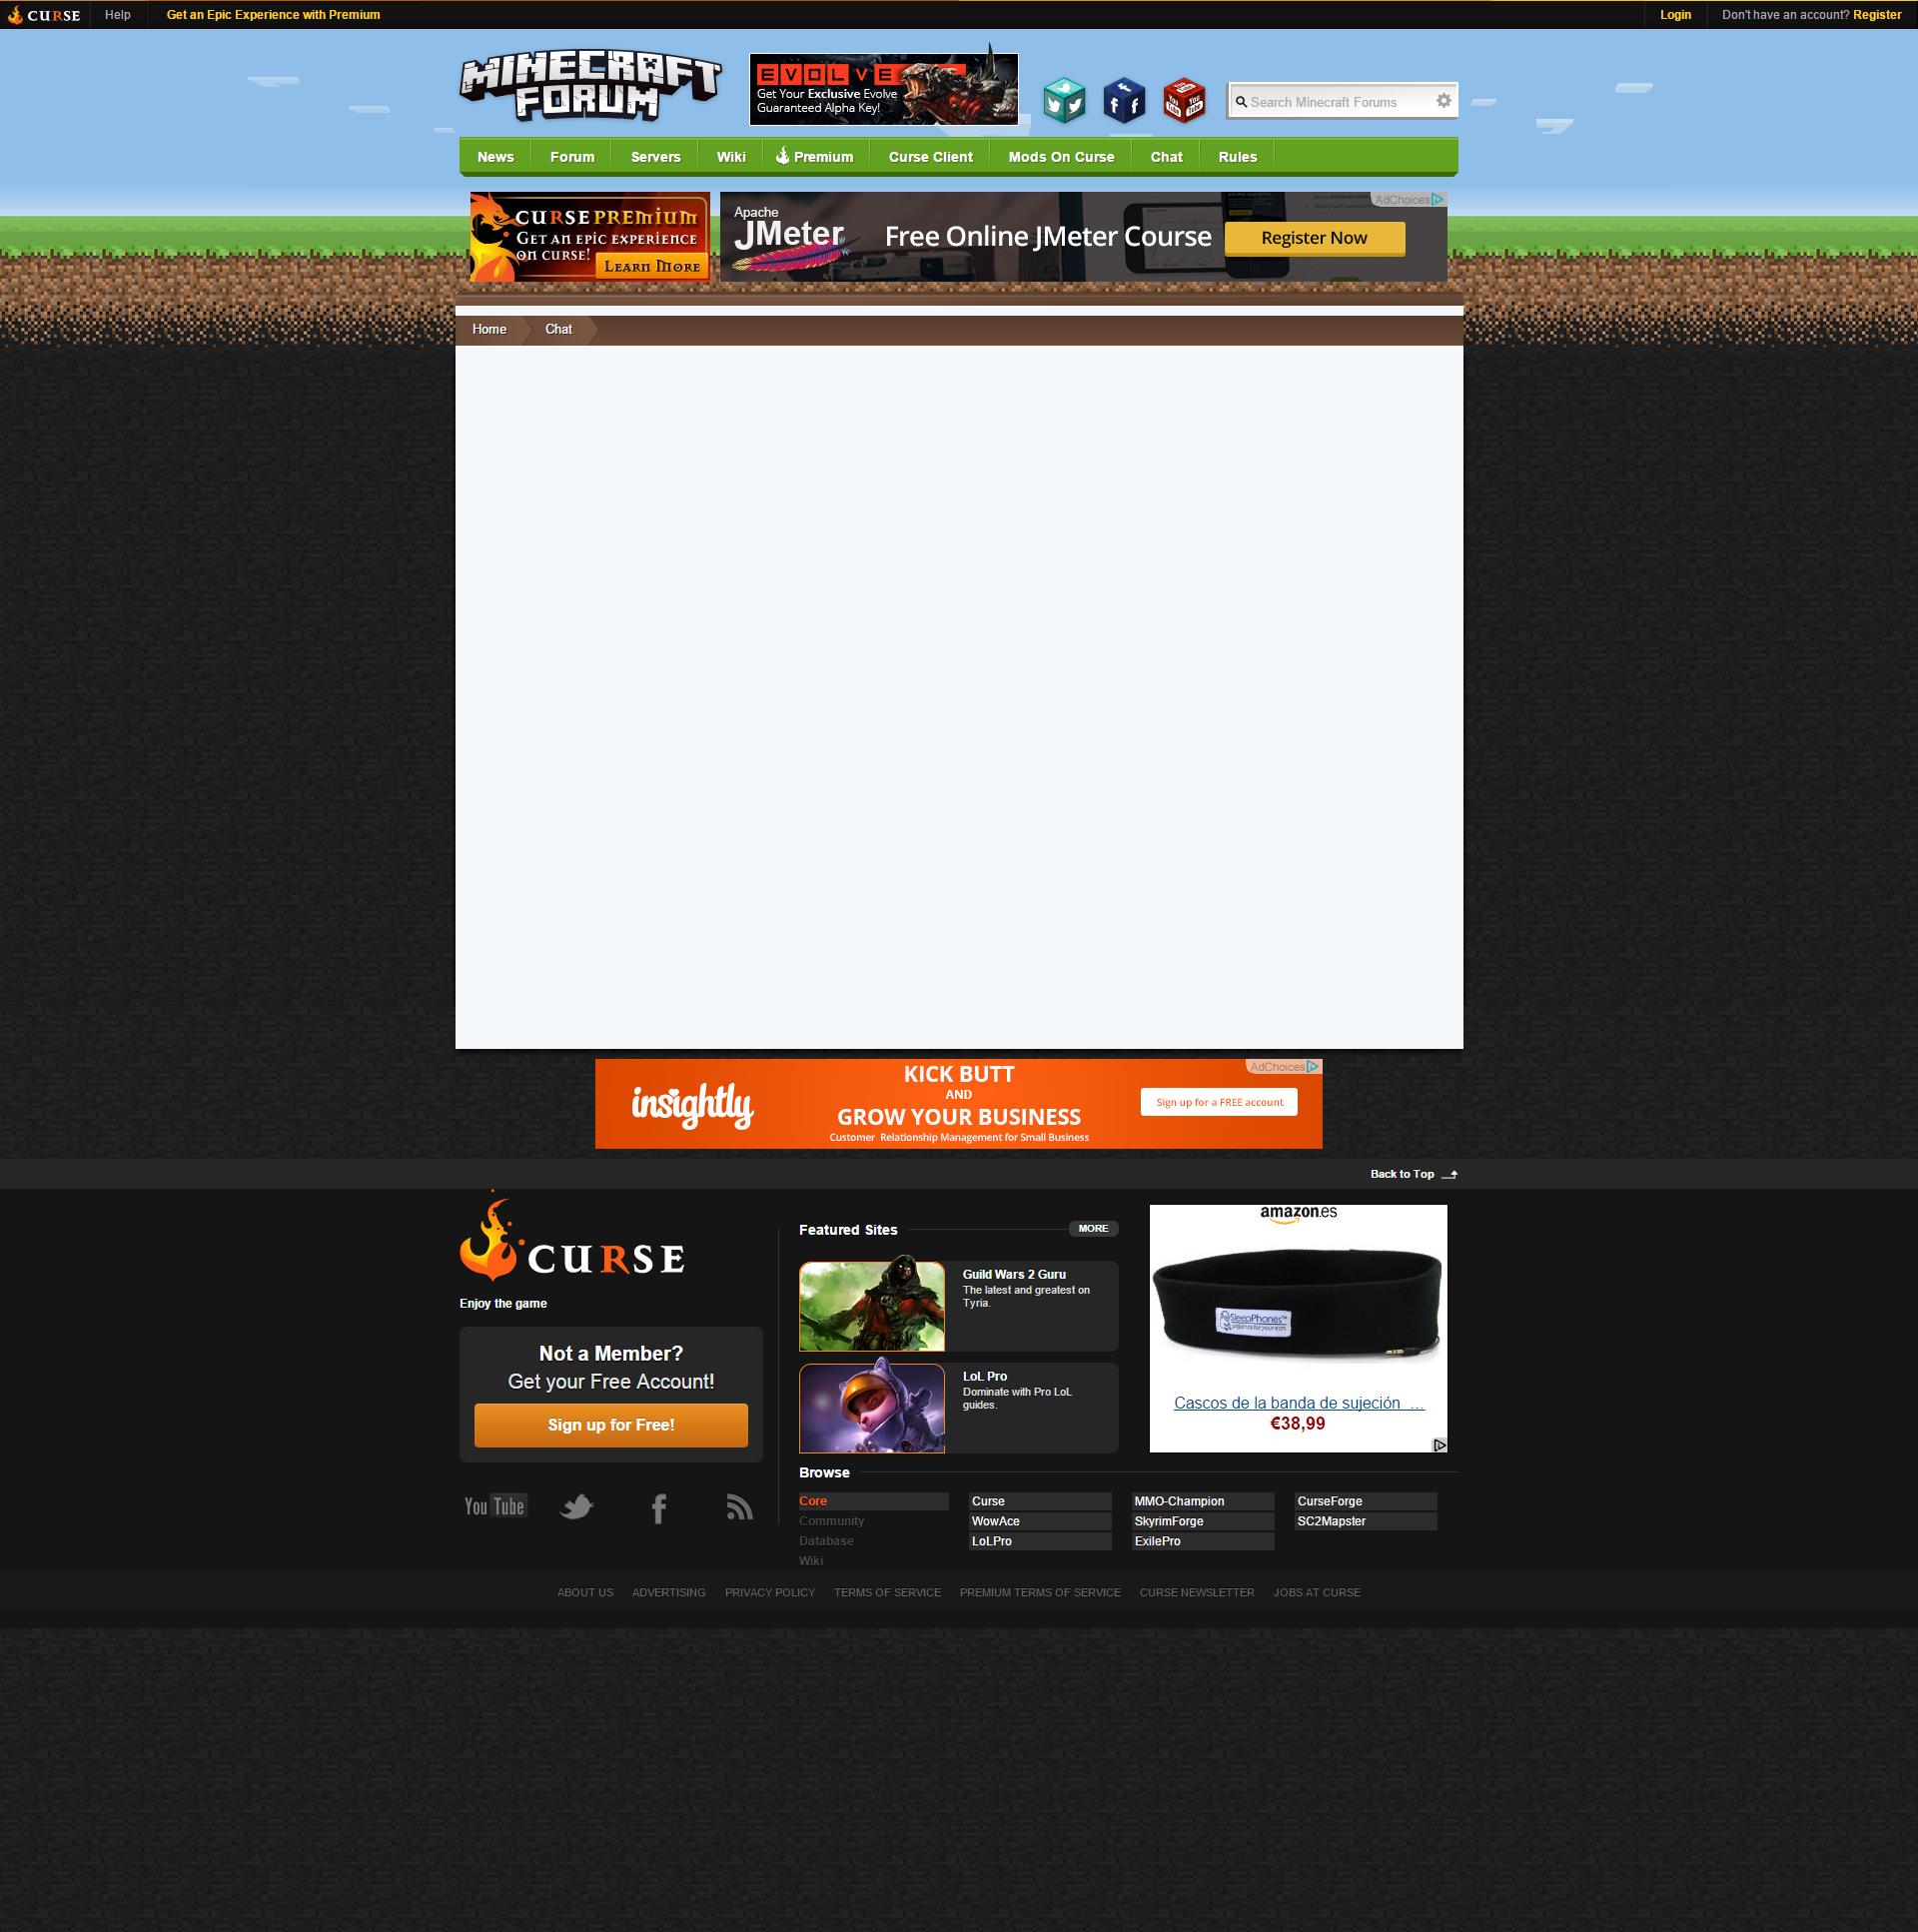 CURSE
Help
Get an Epic Experience with Premium
Login
Don't have an account? Register
MINECRAFT
FORUM
EVOLVE
Get Your Exclusive Evolve
Guaranteed Alpha Key!
You
Tube
You
Tube
Search Minecraft Forums
News
Forum
Servers
Wiki
Premium
Curse Client
Mods On Curse
Chat
Rules
CURSE PREMIUM
GET AN EPIC EXPERIENCE
ON CURSE!
LEARN MORE
Apache
JMeter
Free Online JMeter Course
Register Now
AdChoices
Home
Chat
insightly
KICK BUTT
AND
GROW YOUR BUSINESS
Customer Relationship Management for Small Business
AdChoices
Sign up for a FREE account
Back to Top
CURSE
Enjoy the game
Not a Member?
Get your Free Account!
Sign up for Free!
You Tube
Featured Sites
MORE
Guild Wars 2 Guru
The latest and greatest on
Tyria.
LoL Pro
Dominate with Pro LoL
guides.
amazon.es
SleepPhones™
Cascos de la banda de sujeción ...
€38,99
Browse
Core
Community
Database
Wiki
Curse
WowAce
LoLPro
MMO-Champion
SkyrimForge
ExilePro
CurseForge
SC2Mapster
ABOUT US
ADVERTISING
PRIVACY POLICY
TERMS OF SERVICE
PREMIUM TERMS OF SERVICE
CURSE NEWSLETTER
JOBS AT CURSE